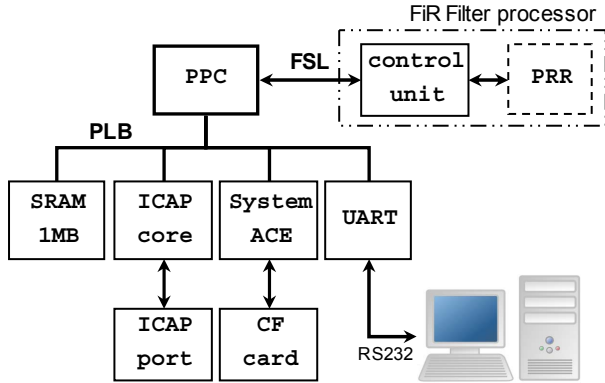 FiR Filter processor
PPC
FSL
control
unit
PRR
PLB
SRAM
1MB
ICAP
core
System
ACE
UART
ICAP
port
CF
card
RS232